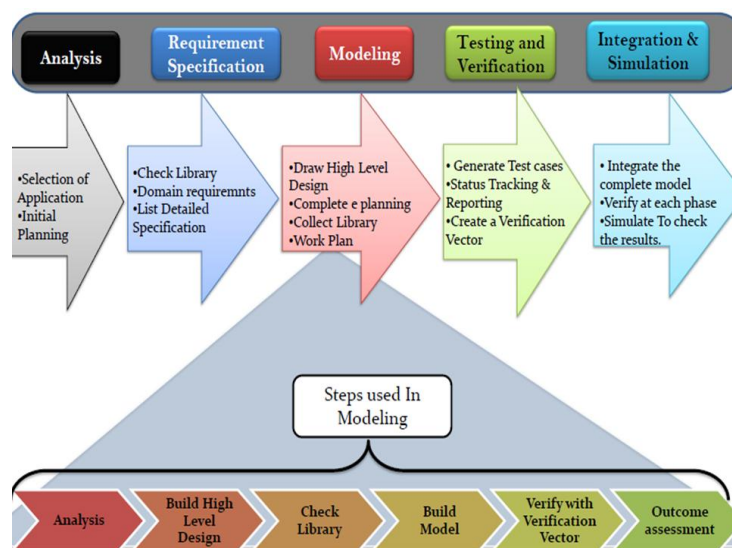 Analysis
Requirement
Specification
Modeling
Testing and
Verification
Integration &
Simulation
•Selection of
Application
•Initial
Planning
•Check Library
•Domain requiremnts
•List Detailed
Specification
•Draw High Level
Design
•Complete e planning
•Collect Library
•Work Plan
• Generate Test cases
•Status Tracking &
Reporting
•Create a Verification
Vector
• Integrate the
complete model
•Verify at each phase
•Simulate To check
the results.
Steps used In
Modeling
Analysis
Build High
Level
Design
Check
Library
Build
Model
Verify with
Verification
Vector
Outcome
assessment